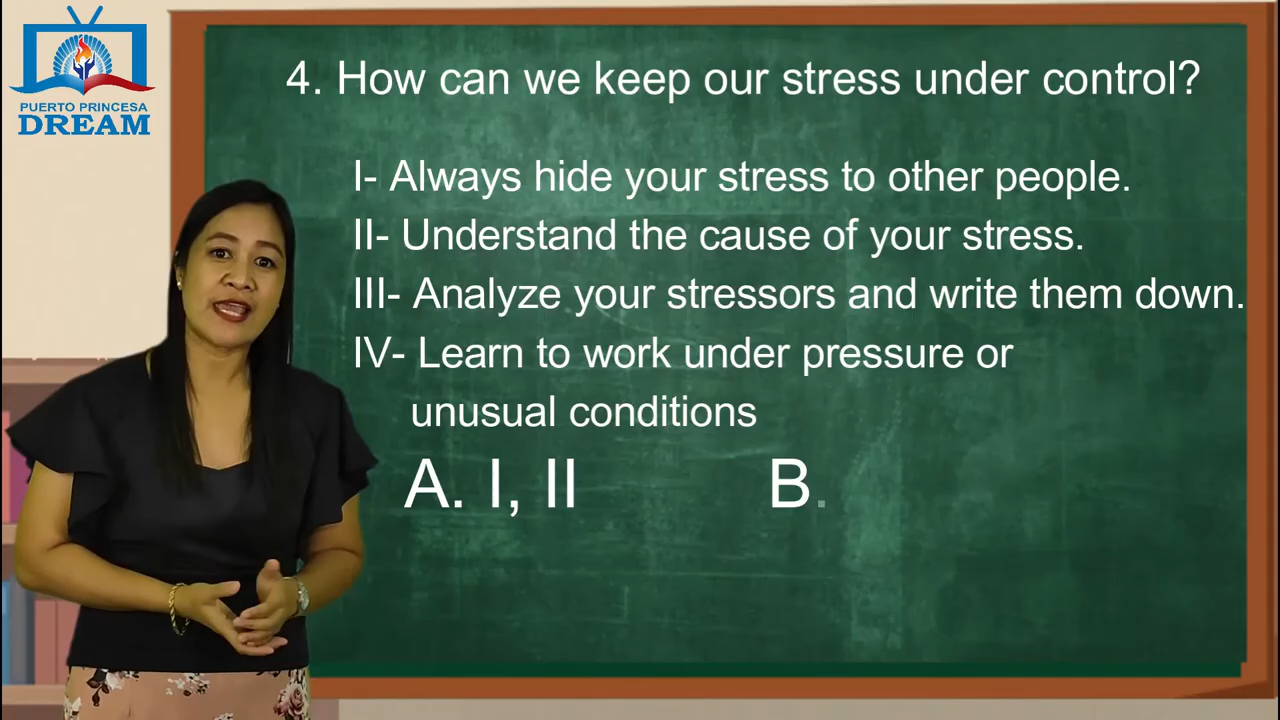 PUERTO PRINCESA
DREAM
4. How can we keep our stress under control?
I- Always hide your stress to other people.
II- Understand the cause of your stress.
III- Analyze your stressors and write them down.
IV- Learn to work under pressure or
unusual conditions
A. I, II B.